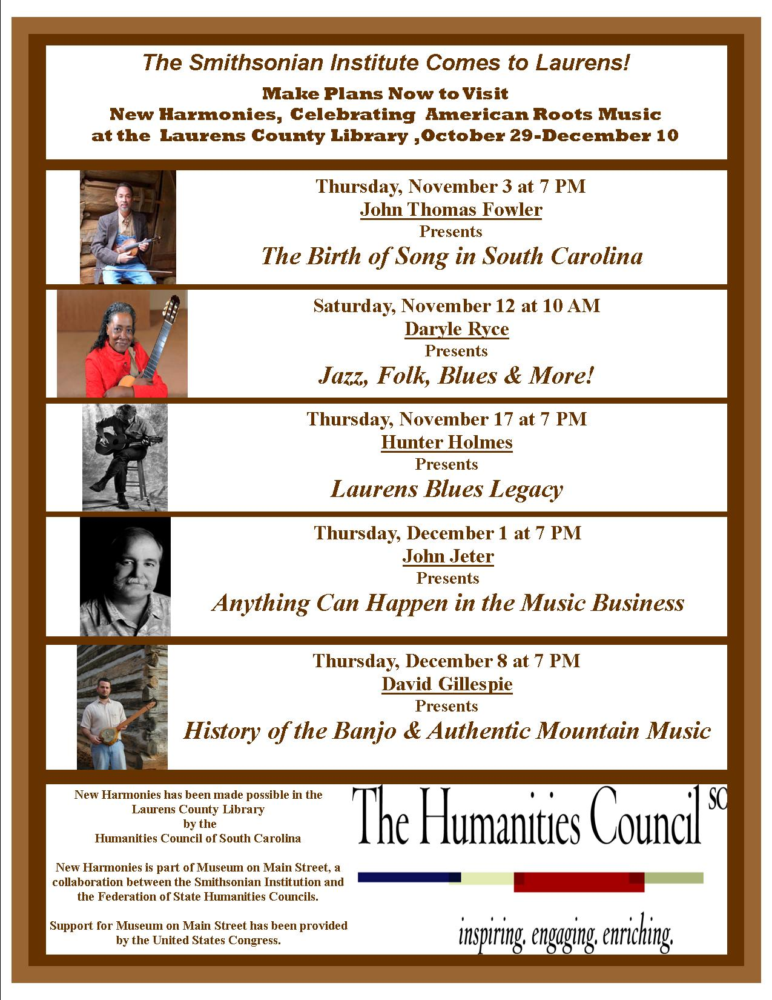 The Smithsonian Institute Comes to Laurens!
Make Plans Now to Visit
New Harmonies, Celebrating American Roots Music
at the Laurens County Library ,October 29-December 10
Thursday, November 3 at 7 PM
John Thomas Fowler
Presents
The Birth of Song in South Carolina
Saturday, November 12 at 10 AM
Daryle Ryce
Presents
Jazz, Folk, Blues & More!
Thursday, November 17 at 7 PM
Hunter Holmes
Presents
Laurens Blues Legacy
Thursday, December 1 at 7 PM
John Jeter
Presents
Anything Can Happen in the Music Business
Thursday, December 8 at 7 PM
David Gillespie
Presents
History of the Banjo & Authentic Mountain Music
New Harmonies has been made possible in the
Laurens County Library
by the
Humanities Council of South Carolina
New Harmonies is part of Museum on Main Street, a
collaboration between the Smithsonian Institution and
the Federation of State Humanities Councils.
Support for Museum on Main Street has been provided
by the United States Congress.
The Humanities Council SC
inspiring. engaging. enriching.